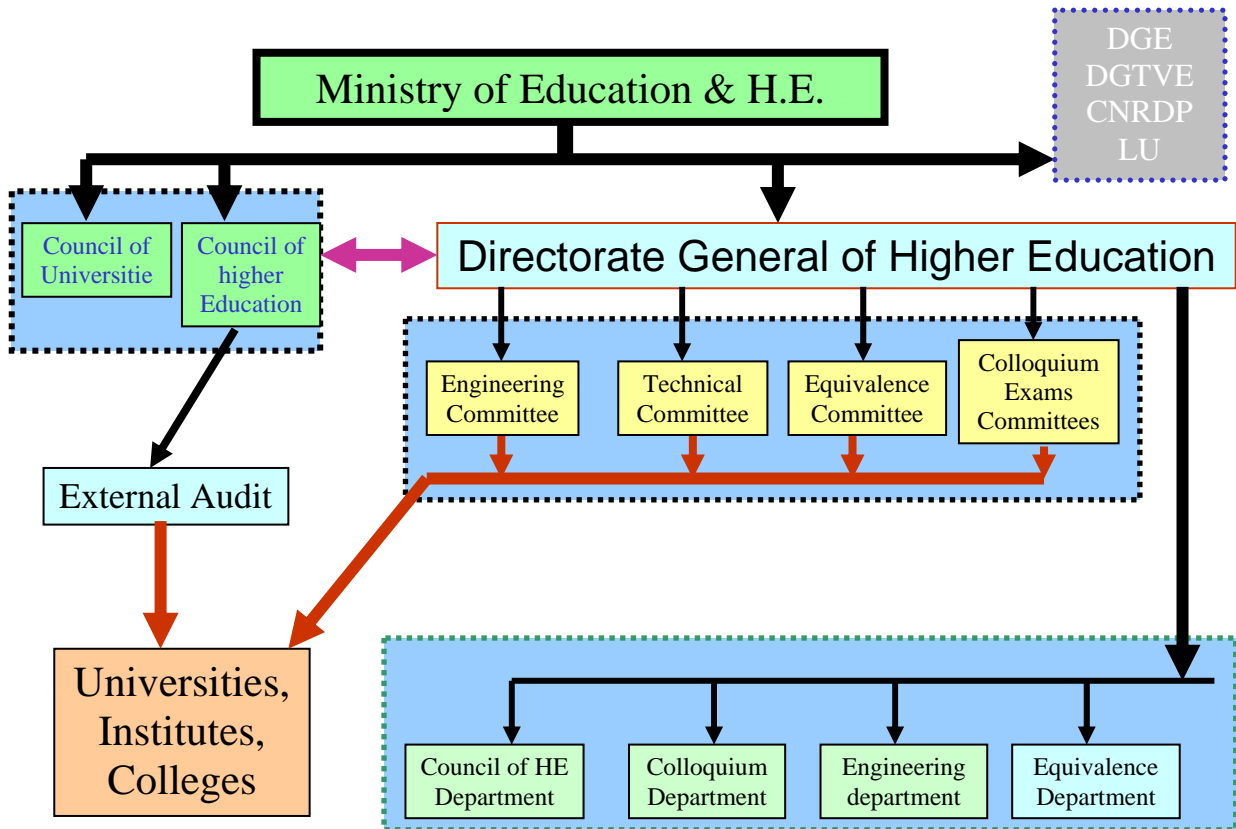 Ministry of Education & H.E.
DGE
DGTVE
CNRDP
LU
Council of
Universitie
Council of
higher
Education
Directorate General of Higher Education
Engineering
Committee
Technical
Committee
Equivalence
Committee
Colloquium
Exams
Committees
External Audit
Universities,
Institutes,
Colleges
Council of HE
Department
Colloquium
Department
Engineering
department
Equivalence
Department